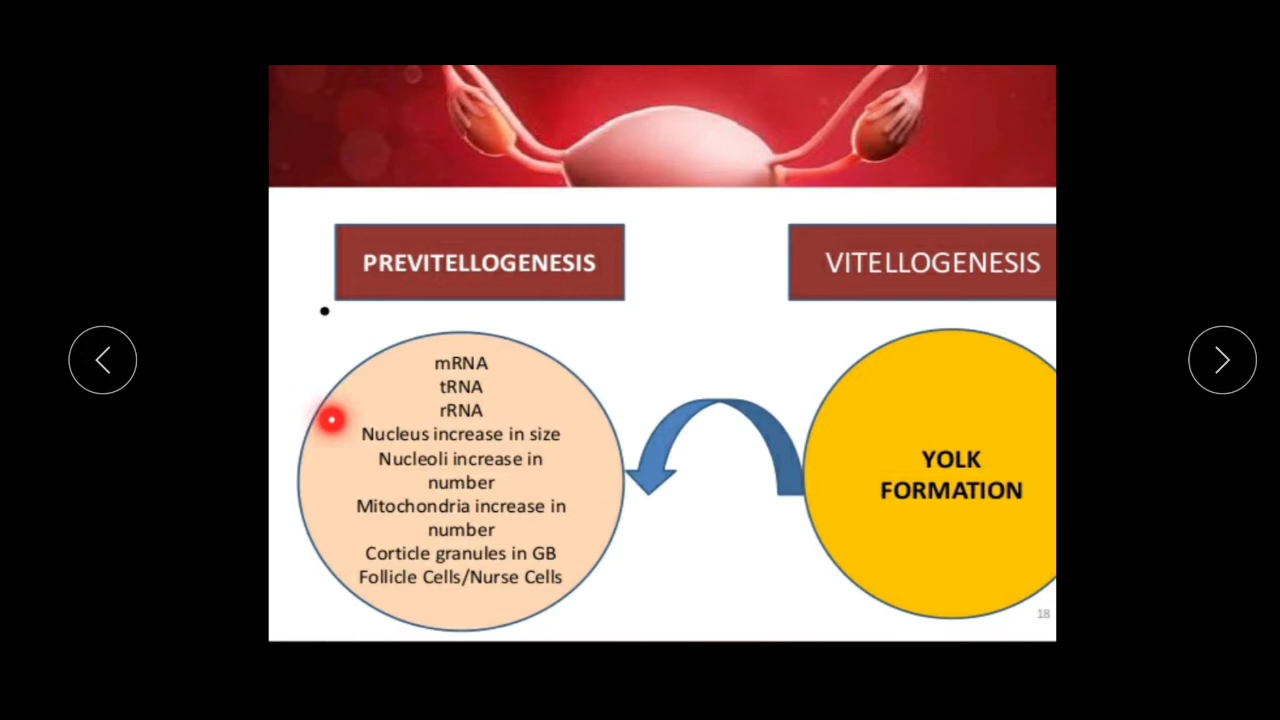 PREVITELLOGENESIS
VITELLOGENESIS
mRNA
tRNA
rRNA
Nucleus increase in size
Nucleoli increase in
number
Mitochondria increase in
number
Corticle granules in GB
Follicle Cells/Nurse Cells
YOLK
FORMATION
18